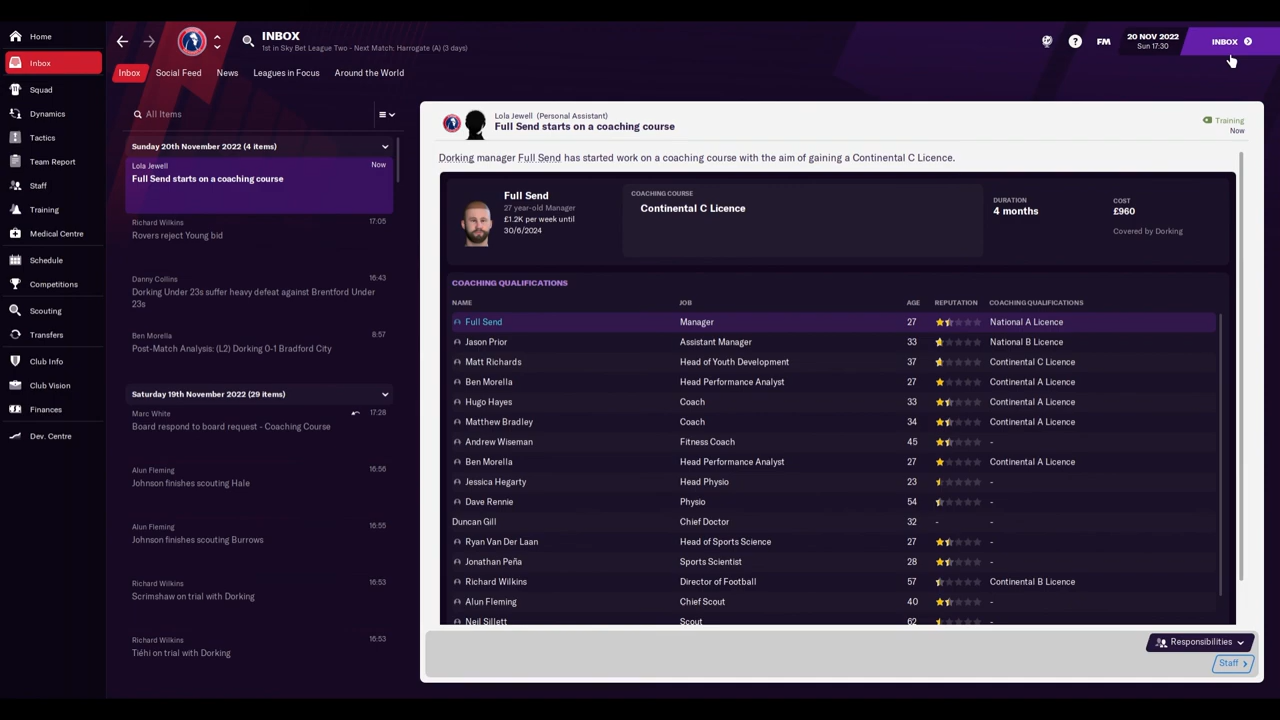 Home
Inbox
Squad
Dynamics
Tactics
Team Report
Staff
Training
Medical Centre
Schedule
Competitions
Scouting
Transfers
Club Info
Club Vision
Finances
Dev. Centre
INBOX
1st in Sky Bet League Two - Next Match: Harrogate (A) (3 days)
? FM 20 NOV 2022
Sun 17:30
INBOX
Inbox Social Feed News Leagues in Focus Around the World
All Items
Sunday 20th November 2022 (4 items)
Lola Jewell Now
Full Send starts on a coaching course
Richard Wilkins 17:05
Rovers reject Young bid
Danny Collins 16:43
Dorking Under 23s suffer heavy defeat against Brentford Under
23s
Ben Morella 8:57
Post-Match Analysis: (L2) Dorking 0-1 Bradford City
Saturday 19th November 2022 (29 items)
Marc White 17:28
Board respond to board request - Coaching Course
Alun Fleming 16:56
Johnson finishes scouting Hale
Alun Fleming 16:55
Johnson finishes scouting Burrows
Richard Wilkins 16:53
Scrimshaw on trial with Dorking
Richard Wilkins 16:53
Tiéhi on trial with Dorking
Lola Jewell (Personal Assistant)
Full Send starts on a coaching course
Training
Now
Dorking manager Full Send has started work on a coaching course with the aim of gaining a Continental C Licence.
Full Send
27 year-old Manager
£1.2K per week until
30/6/2024
COACHING COURSE
Continental C Licence
DURATION
4 months
COST
£960
Covered by Dorking
COACHING QUALIFICATIONS
NAME JOB AGE REPUTATION COACHING QUALIFICATIONS
Full Send Manager 27 National A Licence
Jason Prior Assistant Manager 33 National B Licence
Matt Richards Head of Youth Development 37 Continental C Licence
Ben Morella Head Performance Analyst 27 Continental A Licence
Hugo Hayes Coach 33 Continental A Licence
Matthew Bradley Coach 34 Continental A Licence
Andrew Wiseman Fitness Coach 45 -
Ben Morella Head Performance Analyst 27 Continental A Licence
Jessica Hegarty Head Physio 23 -
Dave Rennie Physio 54 -
Duncan Gill Chief Doctor 32 - -
Ryan Van Der Laan Head of Sports Science 27 -
Jonathan Peña Sports Scientist 28 -
Richard Wilkins Director of Football 57 Continental B Licence
Alun Fleming Chief Scout 40 -
Neil Sillett Scout 62 -
Responsibilities
Staff